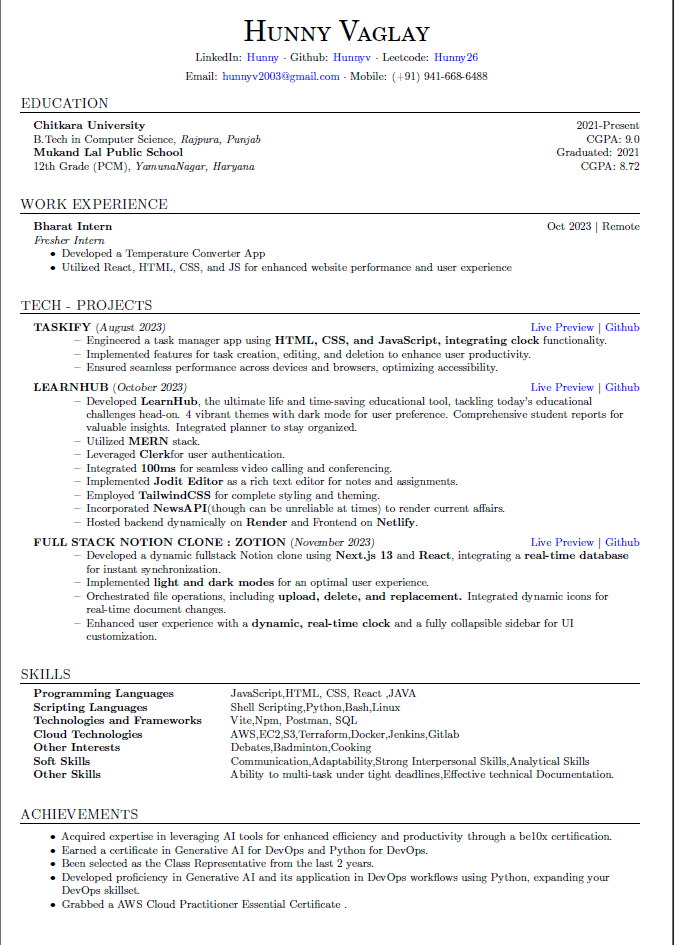 Hunny Vaglay
LinkedIn: Hunny · Github: Hunnyv · Leetcode: Hunny26
Email: hunnyv2003@gmail.com · Mobile: (+91) 941-668-6488
EDUCATION
Chitkara University 2021-Present
B.Tech in Computer Science, Rajpura, Punjab CGPA: 9.0
Mukand Lal Public School Graduated: 2021
12th Grade (PCM), YamunaNagar, Haryana CGPA: 8.72
WORK EXPERIENCE
Bharat Intern Oct 2023 | Remote
Fresher Intern
• Developed a Temperature Converter App
• Utilized React, HTML, CSS, and JS for enhanced website performance and user experience
TECH - PROJECTS
TASKIFY (August 2023) Live Preview | Github
– Engineered a task manager app using HTML, CSS, and JavaScript, integrating clock functionality.
– Implemented features for task creation, editing, and deletion to enhance user productivity.
– Ensured seamless performance across devices and browsers, optimizing accessibility.
LEARNHUB (October 2023) Live Preview | Github
– Developed LearnHub, the ultimate life and time-saving educational tool, tackling today's educational
challenges head-on. 4 vibrant themes with dark mode for user preference. Comprehensive student reports for
valuable insights. Integrated planner to stay organized.
– Utilized MERN stack.
– Leveraged Clerkfor user authentication.
– Integrated 100ms for seamless video calling and conferencing.
– Implemented Jodit Editor as a rich text editor for notes and assignments.
– Employed TailwindCSS for complete styling and theming.
– Incorporated NewsAPI(though can be unreliable at times) to render current affairs.
– Hosted backend dynamically on Render and Frontend on Netlify.
FULL STACK NOTION CLONE : ZOTION (November 2023) Live Preview | Github
– Developed a dynamic fullstack Notion clone using Next.js 13 and React, integrating a real-time database
for instant synchronization.
– Implemented light and dark modes for an optimal user experience.
– Orchestrated file operations, including upload, delete, and replacement. Integrated dynamic icons for
real-time document changes.
– Enhanced user experience with a dynamic, real-time clock and a fully collapsible sidebar for UI
customization.
SKILLS
Programming Languages JavaScript,HTML, CSS, React ,JAVA
Scripting Languages Shell Scripting,Python,Bash,Linux
Technologies and Frameworks Vite,Npm, Postman, SQL
Cloud Technologies AWS,EC2,S3,Terraform,Docker,Jenkins,Gitlab
Other Interests Debates,Badminton,Cooking
Soft Skills Communication,Adaptability,Strong Interpersonal Skills,Analytical Skills
Other Skills Ability to multi-task under tight deadlines,Effective technical Documentation.
ACHIEVEMENTS
• Acquired expertise in leveraging AI tools for enhanced efficiency and productivity through a be10x certification.
• Earned a certificate in Generative AI for DevOps and Python for DevOps.
• Been selected as the Class Representative from the last 2 years.
• Developed proficiency in Generative AI and its application in DevOps workflows using Python, expanding your
DevOps skillset.
• Grabbed a AWS Cloud Practitioner Essential Certificate .